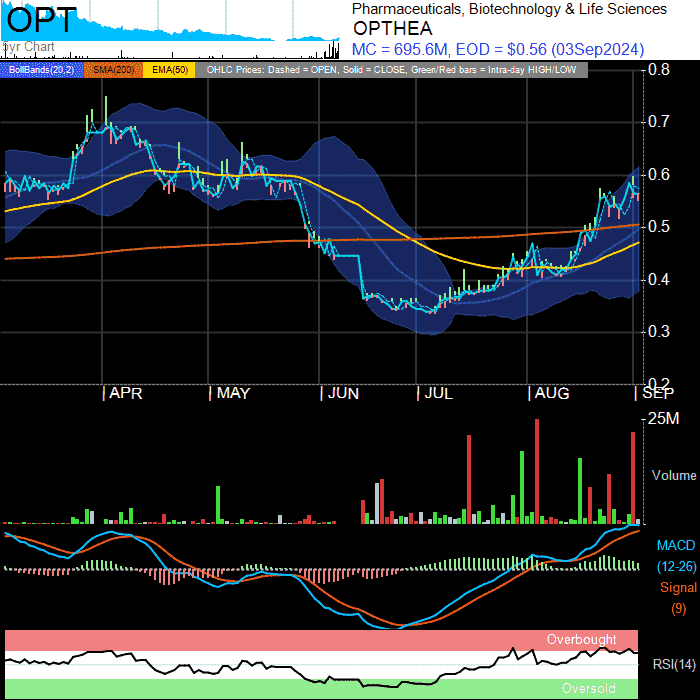 OPT
5yr Chart
Pharmaceuticals, Biotechnology & Life Sciences
OPTHEA
MC = 695.6M, EOD = $0.56 (03Sep2024)
BollBands(20,2) SMA(200) EMA(50) OHLC Prices: Dashed = OPEN, Solid = CLOSE, Green/Red bars = Intra-day HIGH/LOW
0.8
0.7
0.6
0.5
0.4
0.3
0.2
APR MAY JUN JUL AUG SEP
25M
Volume
MACD
(12-26)
Signal
(9)
Overbought
RSI(14)
Oversold